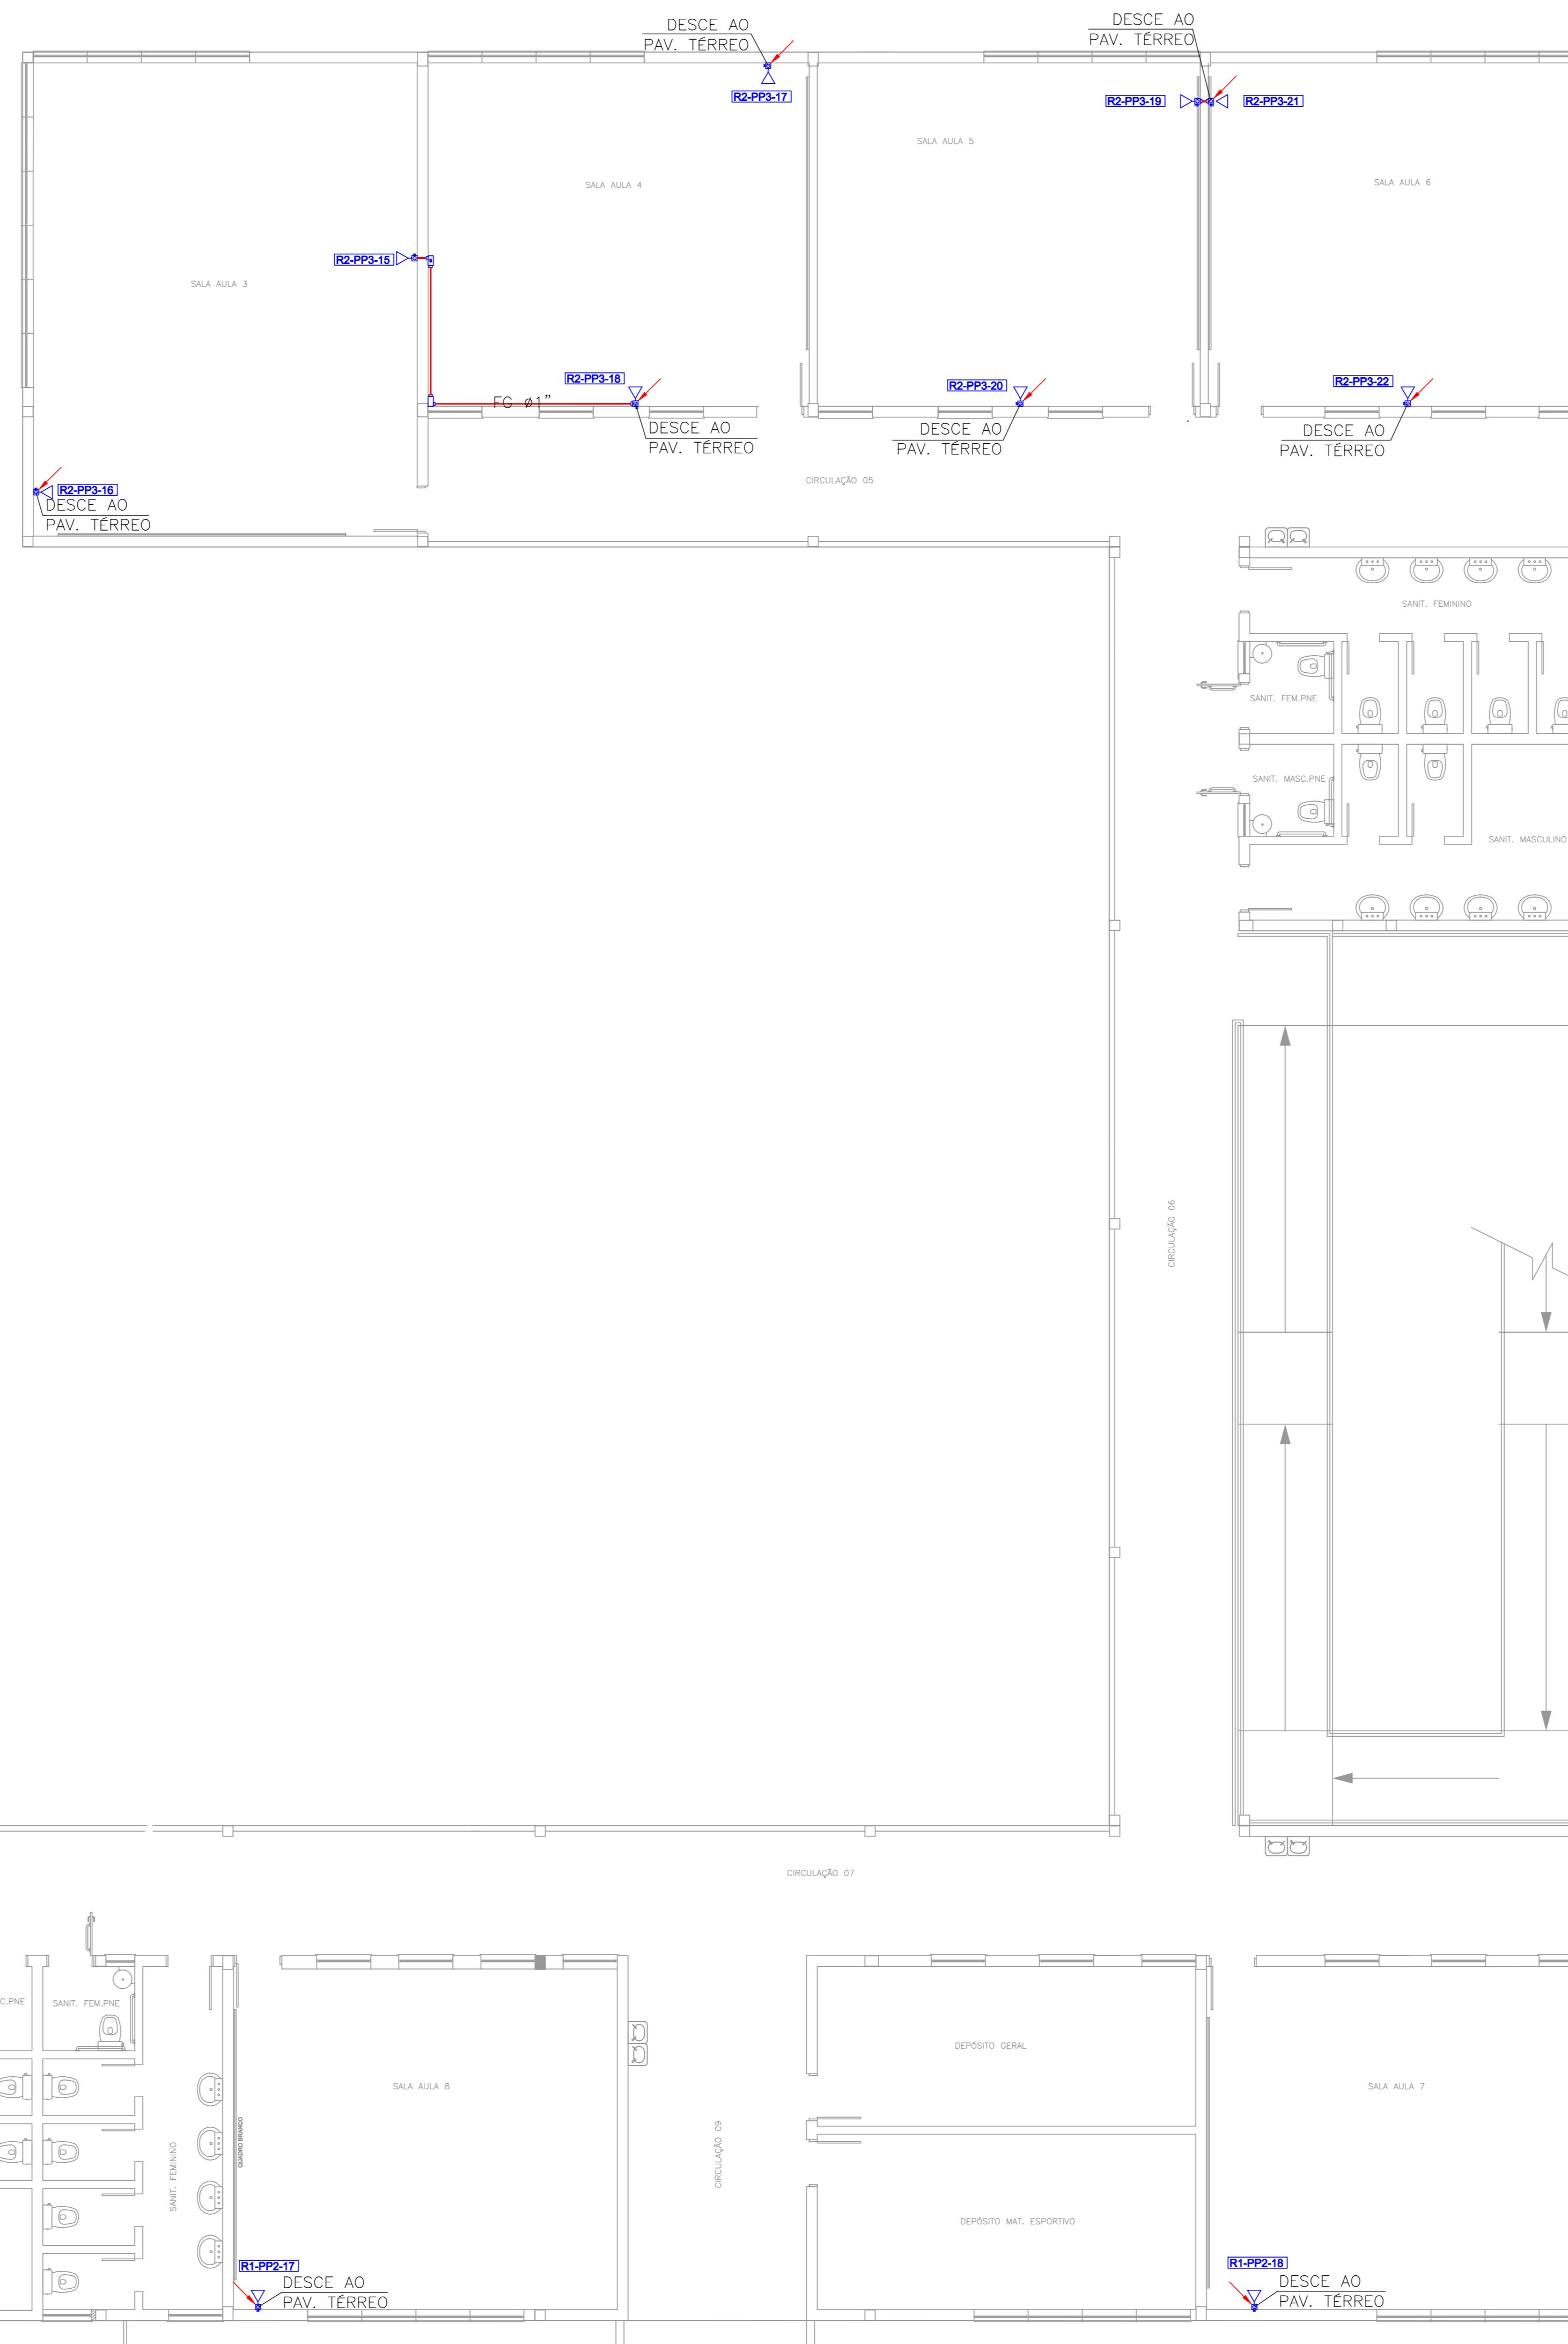 DESCE AO
PAV. TÉRREO
DESCE AO
PAV. TÉRREO
R2-PP3-17
R2-PP3-19
R2-PP3-21
SALA AULA 5
SALA AULA 4
SALA AULA 6
R2-PP3-15
SALA AULA 3
R2-PP3-18
R2-PP3-20
R2-PP3-22
FG ø1"
DESCE AO
PAV. TÉRREO
DESCE AO
PAV. TÉRREO
DESCE AO
PAV. TÉRREO
CIRCULAÇÃO 05
R2-PP3-16
DESCE AO
PAV. TÉRREO
SANIT. FEMININO
SANIT. FEM.PNE
SANIT. MASC.PNE
SANIT. MASCULINO
CIRCULAÇÃO 06
CIRCULAÇÃO 07
C.PNE
SANIT. FEM.PNE
DEPÓSITO GERAL
SALA AULA 8
SALA AULA 7
QUADRO BRANCO
SANIT. FEMININO
CIRCULAÇÃO 09
DEPÓSITO MAT. ESPORTIVO
R1-PP2-17
DESCE AO
PAV. TÉRREO
R1-PP2-18
DESCE AO
PAV. TÉRREO